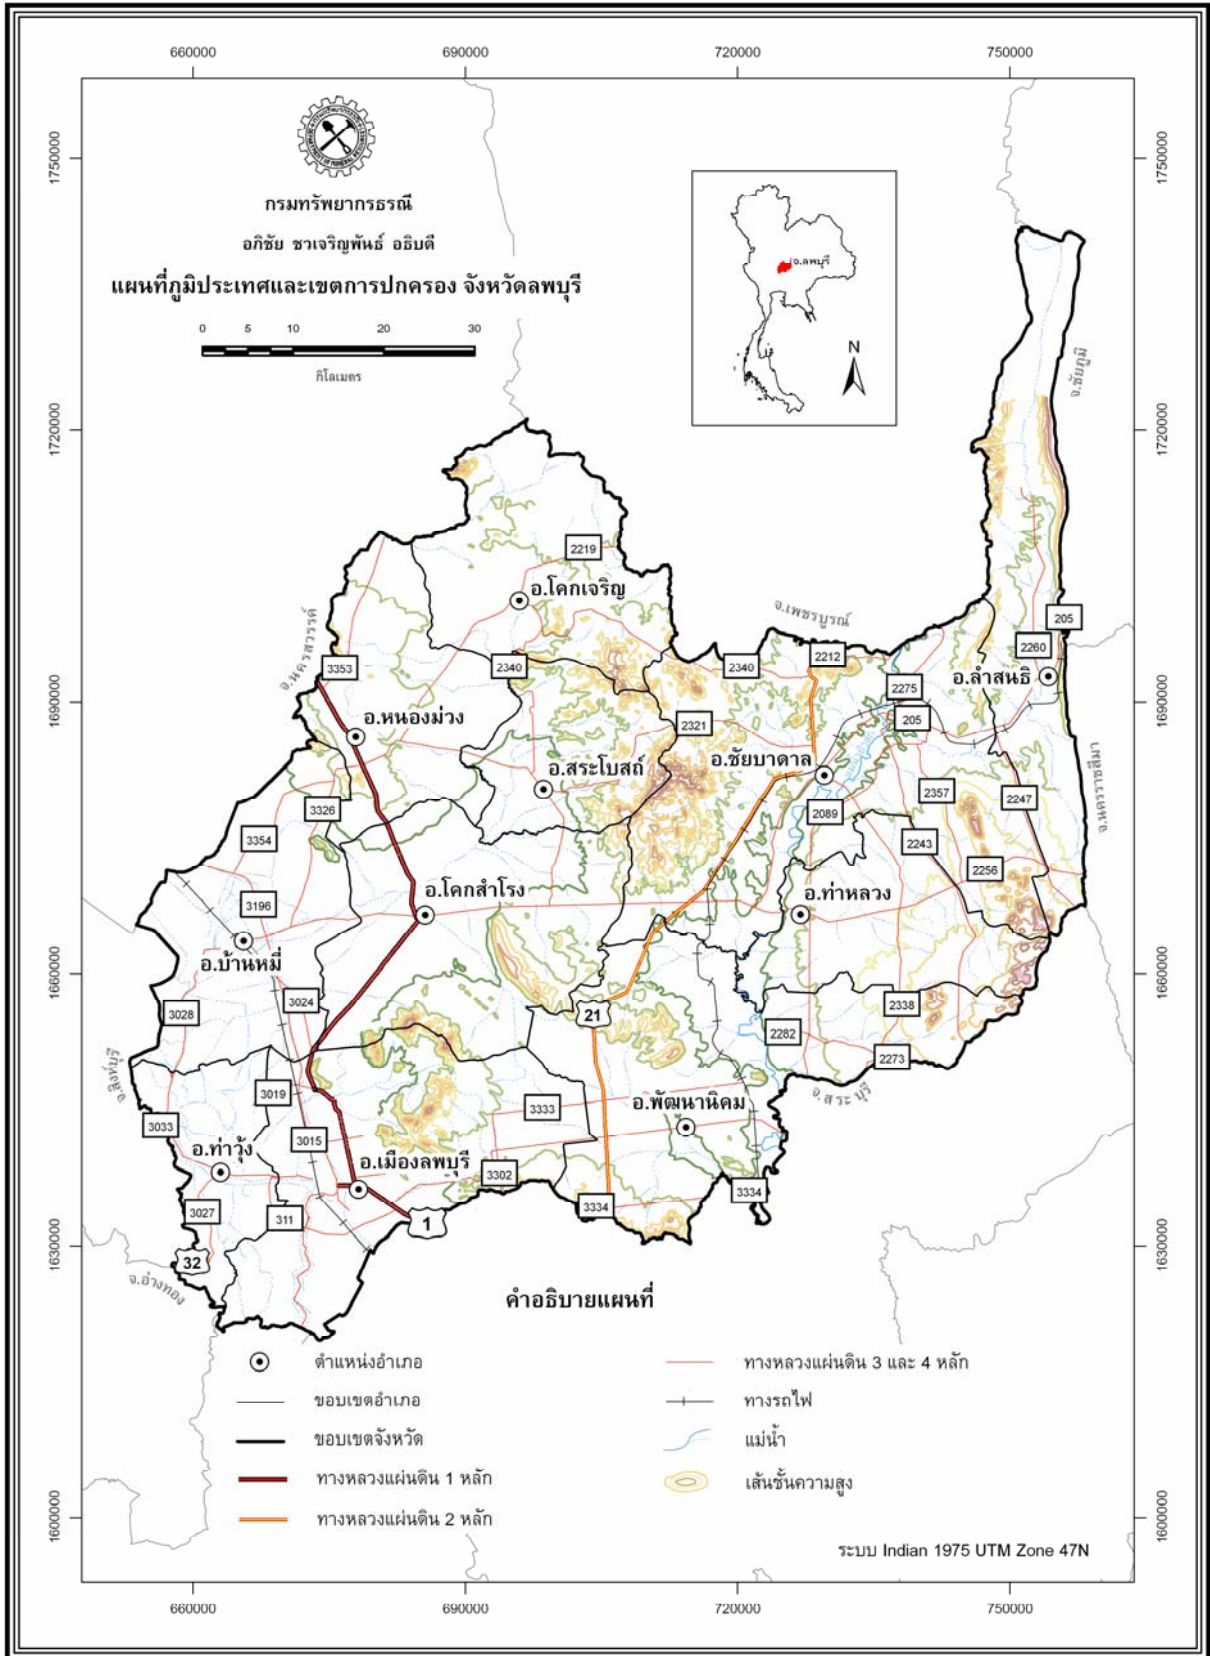 660000 690000 720000 750000
กรมทรัพยากรธรณี
อภิชัย ชวเจริญพันธ์ อธิบดี
แผนที่ภูมิประเทศและเขตการปกครอง จังหวัดลพบุรี
0 5 10 20 30
กิโลเมตร
จ.ลพบุรี
N
1750000 1750000
1720000 1720000
1690000 1690000
1660000 1660000
1630000 1630000
1600000 1600000
จ.ชัยภูมิ
2219
อ.โคกเจริญ
จ.เพชรบูรณ์
205
จ.นครสวรรค์
3353
2340
2340
2212
2260
อ.ลำสนธิ
2275
205
อ.หนองม่วง
2321
อ.ชัยบาดาล
อ.สระโบสถ์
จ.นครราชสีมา
3326
2357
2247
3354
2089
2243
2256
3196
อ.โคกสำโรง
อ.ท่าหลวง
อ.บ้านหมี่
3024
3028
21
2338
2282
2273
จ.สิงห์บุรี
3019
3333
อ.พัฒนานิคม
จ.สระบุรี
3033
3015
อ.ท่าวุ้ง
อ.เมืองลพบุรี
3302
3334
3334
3027
311
1
32
จ.อ่างทอง
คำอธิบายแผนที่
ตำแหน่งอำเภอ
ขอบเขตอำเภอ
ขอบเขตจังหวัด
ทางหลวงแผ่นดิน 1 หลัก
ทางหลวงแผ่นดิน 2 หลัก
ทางหลวงแผ่นดิน 3 และ 4 หลัก
ทางรถไฟ
แม่น้ำ
เส้นชั้นความสูง
ระบบ Indian 1975 UTM Zone 47N
660000 690000 720000 750000